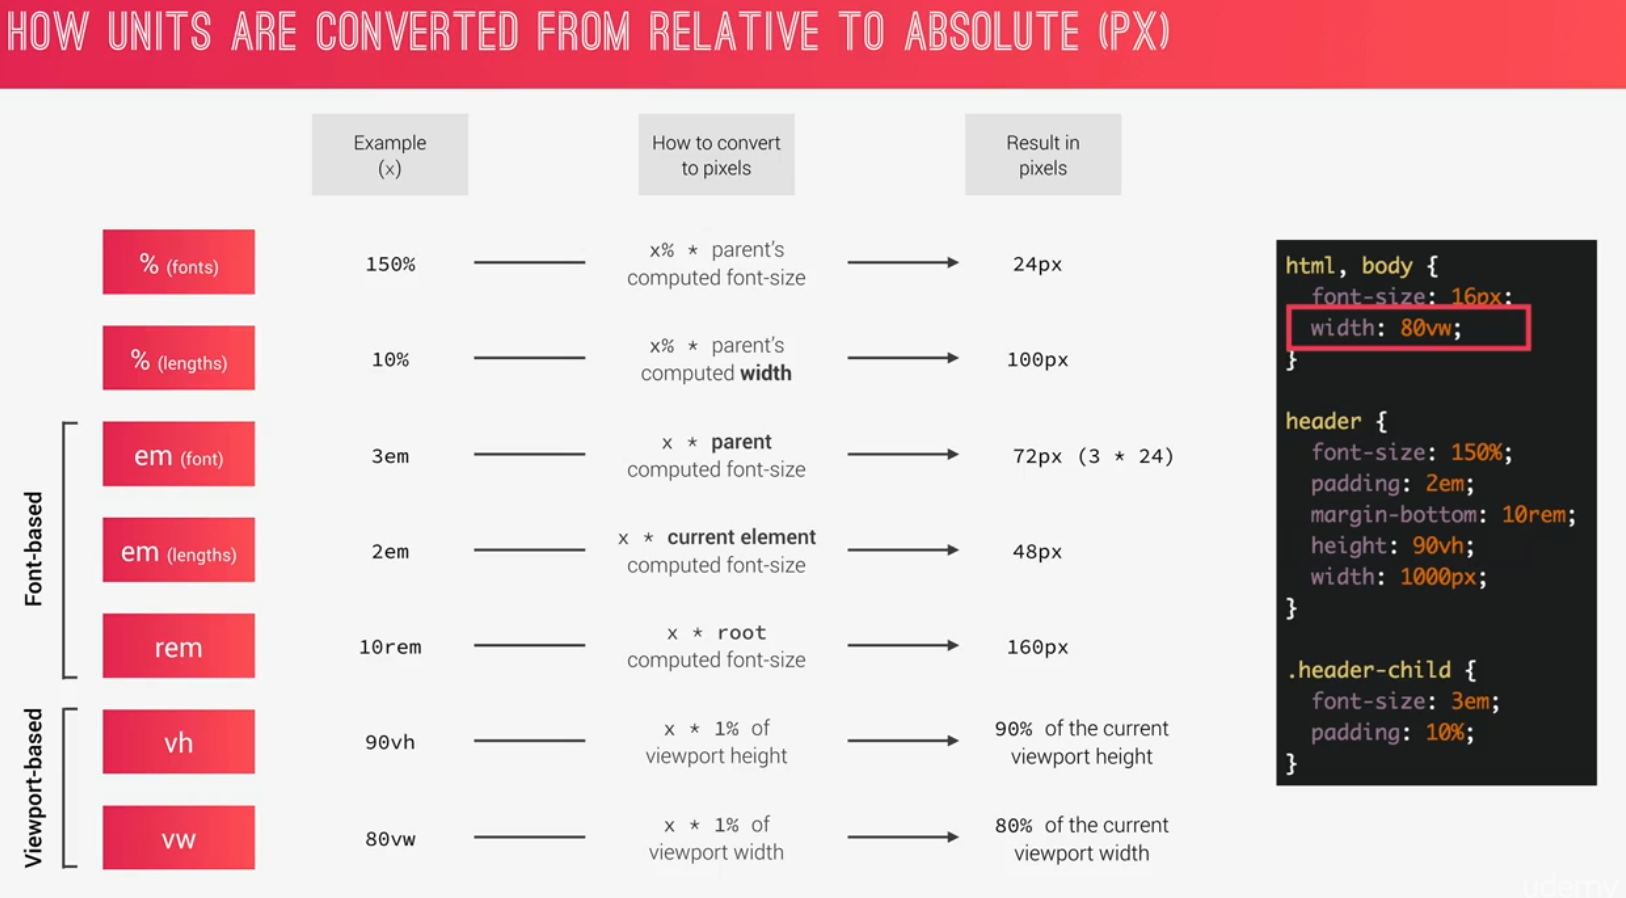 HOW UNITS ARE CONVERTED FROM RELATIVE TO ABSOLUTE (PX)
Example
(x)
How to convert
to pixels
Result in
pixels
% (fonts)
150%
x% * parent's
computed font-size
24px
% (lengths)
10%
x% * parent's
computed width
100px
Font-based
em (font)
3em
x * parent
computed font-size
72px (3 * 24)
em (lengths)
2em
x * current element
computed font-size
48px
rem
10rem
x * root
computed font-size
160px
Viewport-based
vh
90vh
x * 1% of
viewport height
90% of the current
viewport height
vw
80vw
x * 1% of
viewport width
80% of the current
viewport width
html, body {
font-size: 16px;
width: 80vw;
}
header {
font-size: 150%;
padding: 2em;
margin-bottom: 10rem;
height: 90vh;
width: 1000px;
}
.header-child {
font-size: 3em;
padding: 10%;
}
udemy